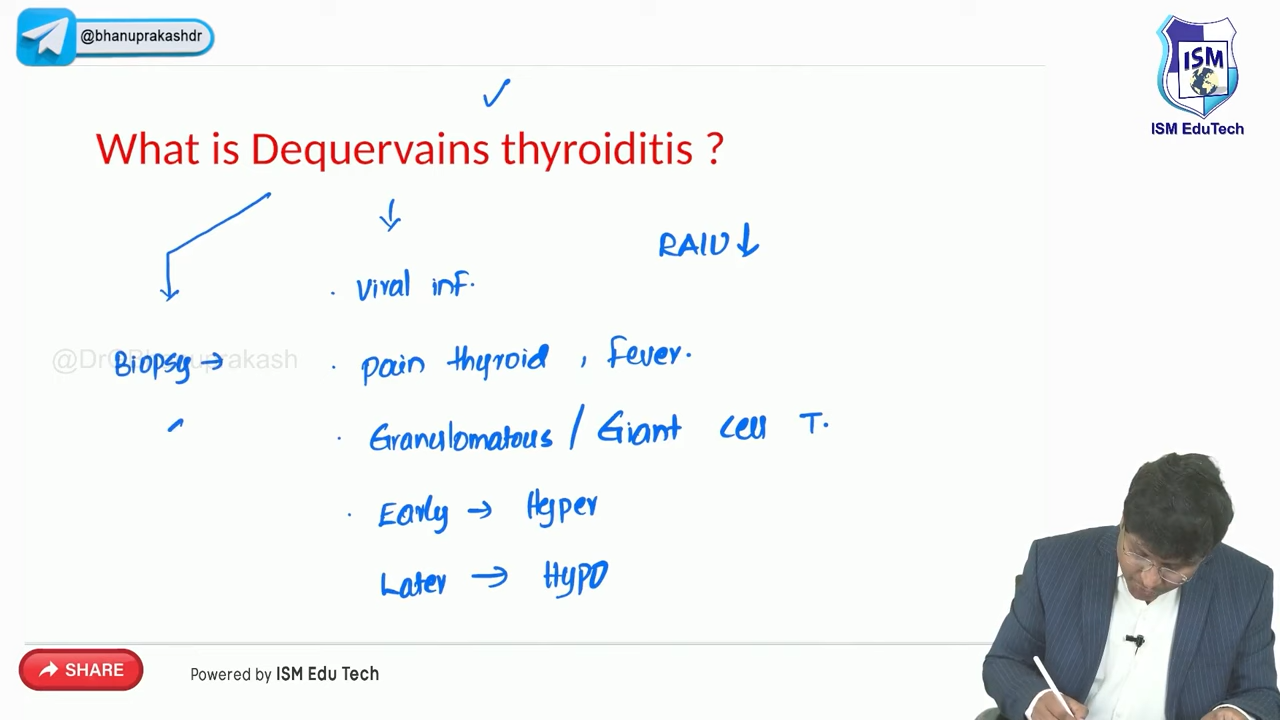 @bhanuprakashdr
ISM
ISM EduTech
What is Dequervains thyroiditis ?
RAIU ↓
. Viral inf.
@DrGBhanuprakash
Biopsy →
. pain thyroid , Fever.
. Granulomatous / Giant cell T.
. Early → Hyper
Later → Hypo
SHARE
Powered by ISM Edu Tech